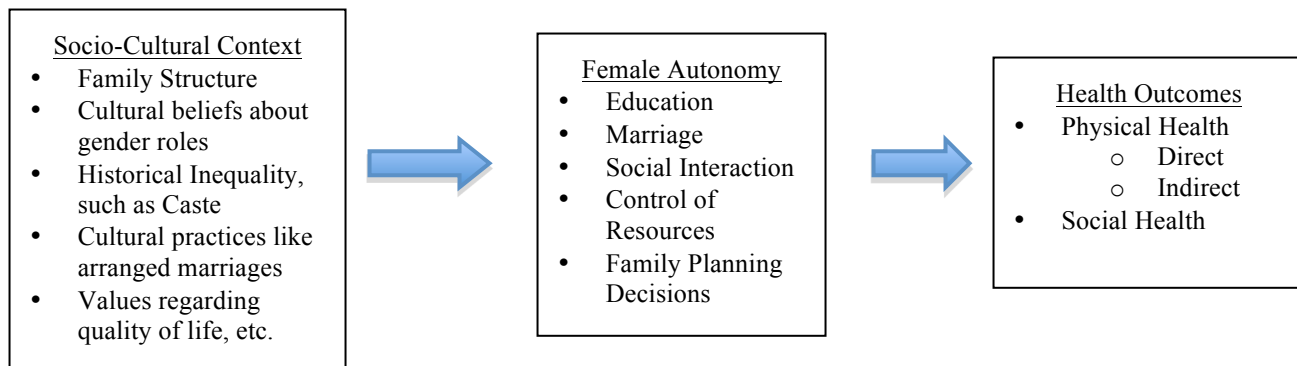 Socio-Cultural Context
• Family Structure
• Cultural beliefs about
gender roles
• Historical Inequality,
such as Caste
• Cultural practices like
arranged marriages
• Values regarding
quality of life, etc.
Female Autonomy
• Education
• Marriage
• Social Interaction
• Control of
Resources
• Family Planning
Decisions
Health Outcomes
• Physical Health
o Direct
o Indirect
• Social Health